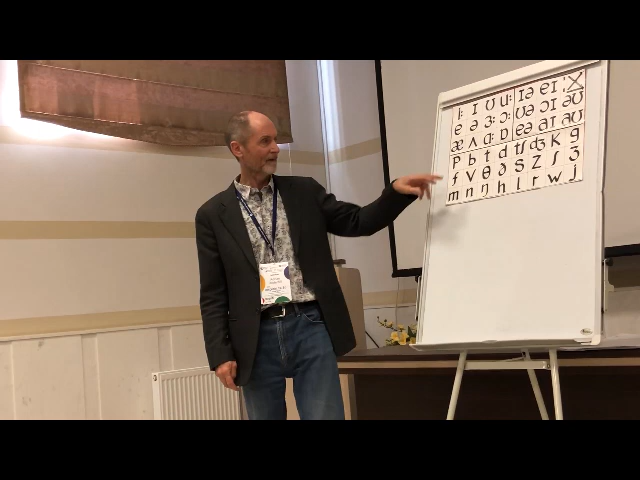 iː ɪ ʊ uː ɪə eɪ
e ə ɜː ɔː ʊə ɔɪ əʊ
æ ʌ ɑː ɒ eə aɪ aʊ
p b t d tʃ dʒ k g
f v θ ð s z ʃ ʒ
m n ŋ h l r w j